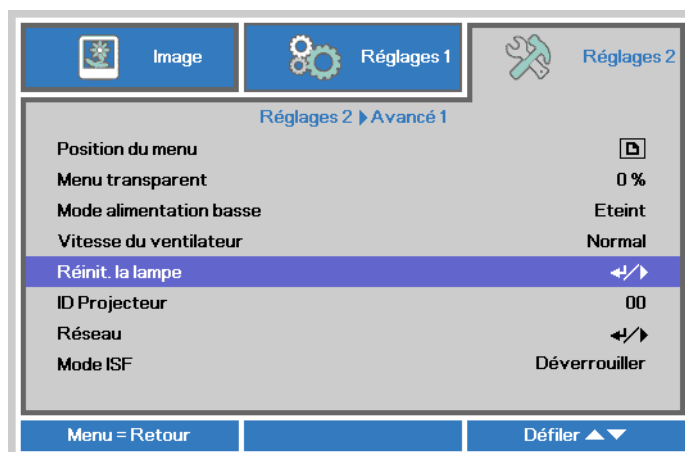 Image
Réglages 1
Réglages 2
Réglages 2 ▶ Avancé 1
Position du menu
Menu transparent 0 %
Mode alimentation basse Eteint
Vitesse du ventilateur Normal
Réinit. la lampe ↵/▶
ID Projecteur 00
Réseau ↵/▶
Mode ISF Déverrouiller
Menu = Retour
Défiler ▲▼